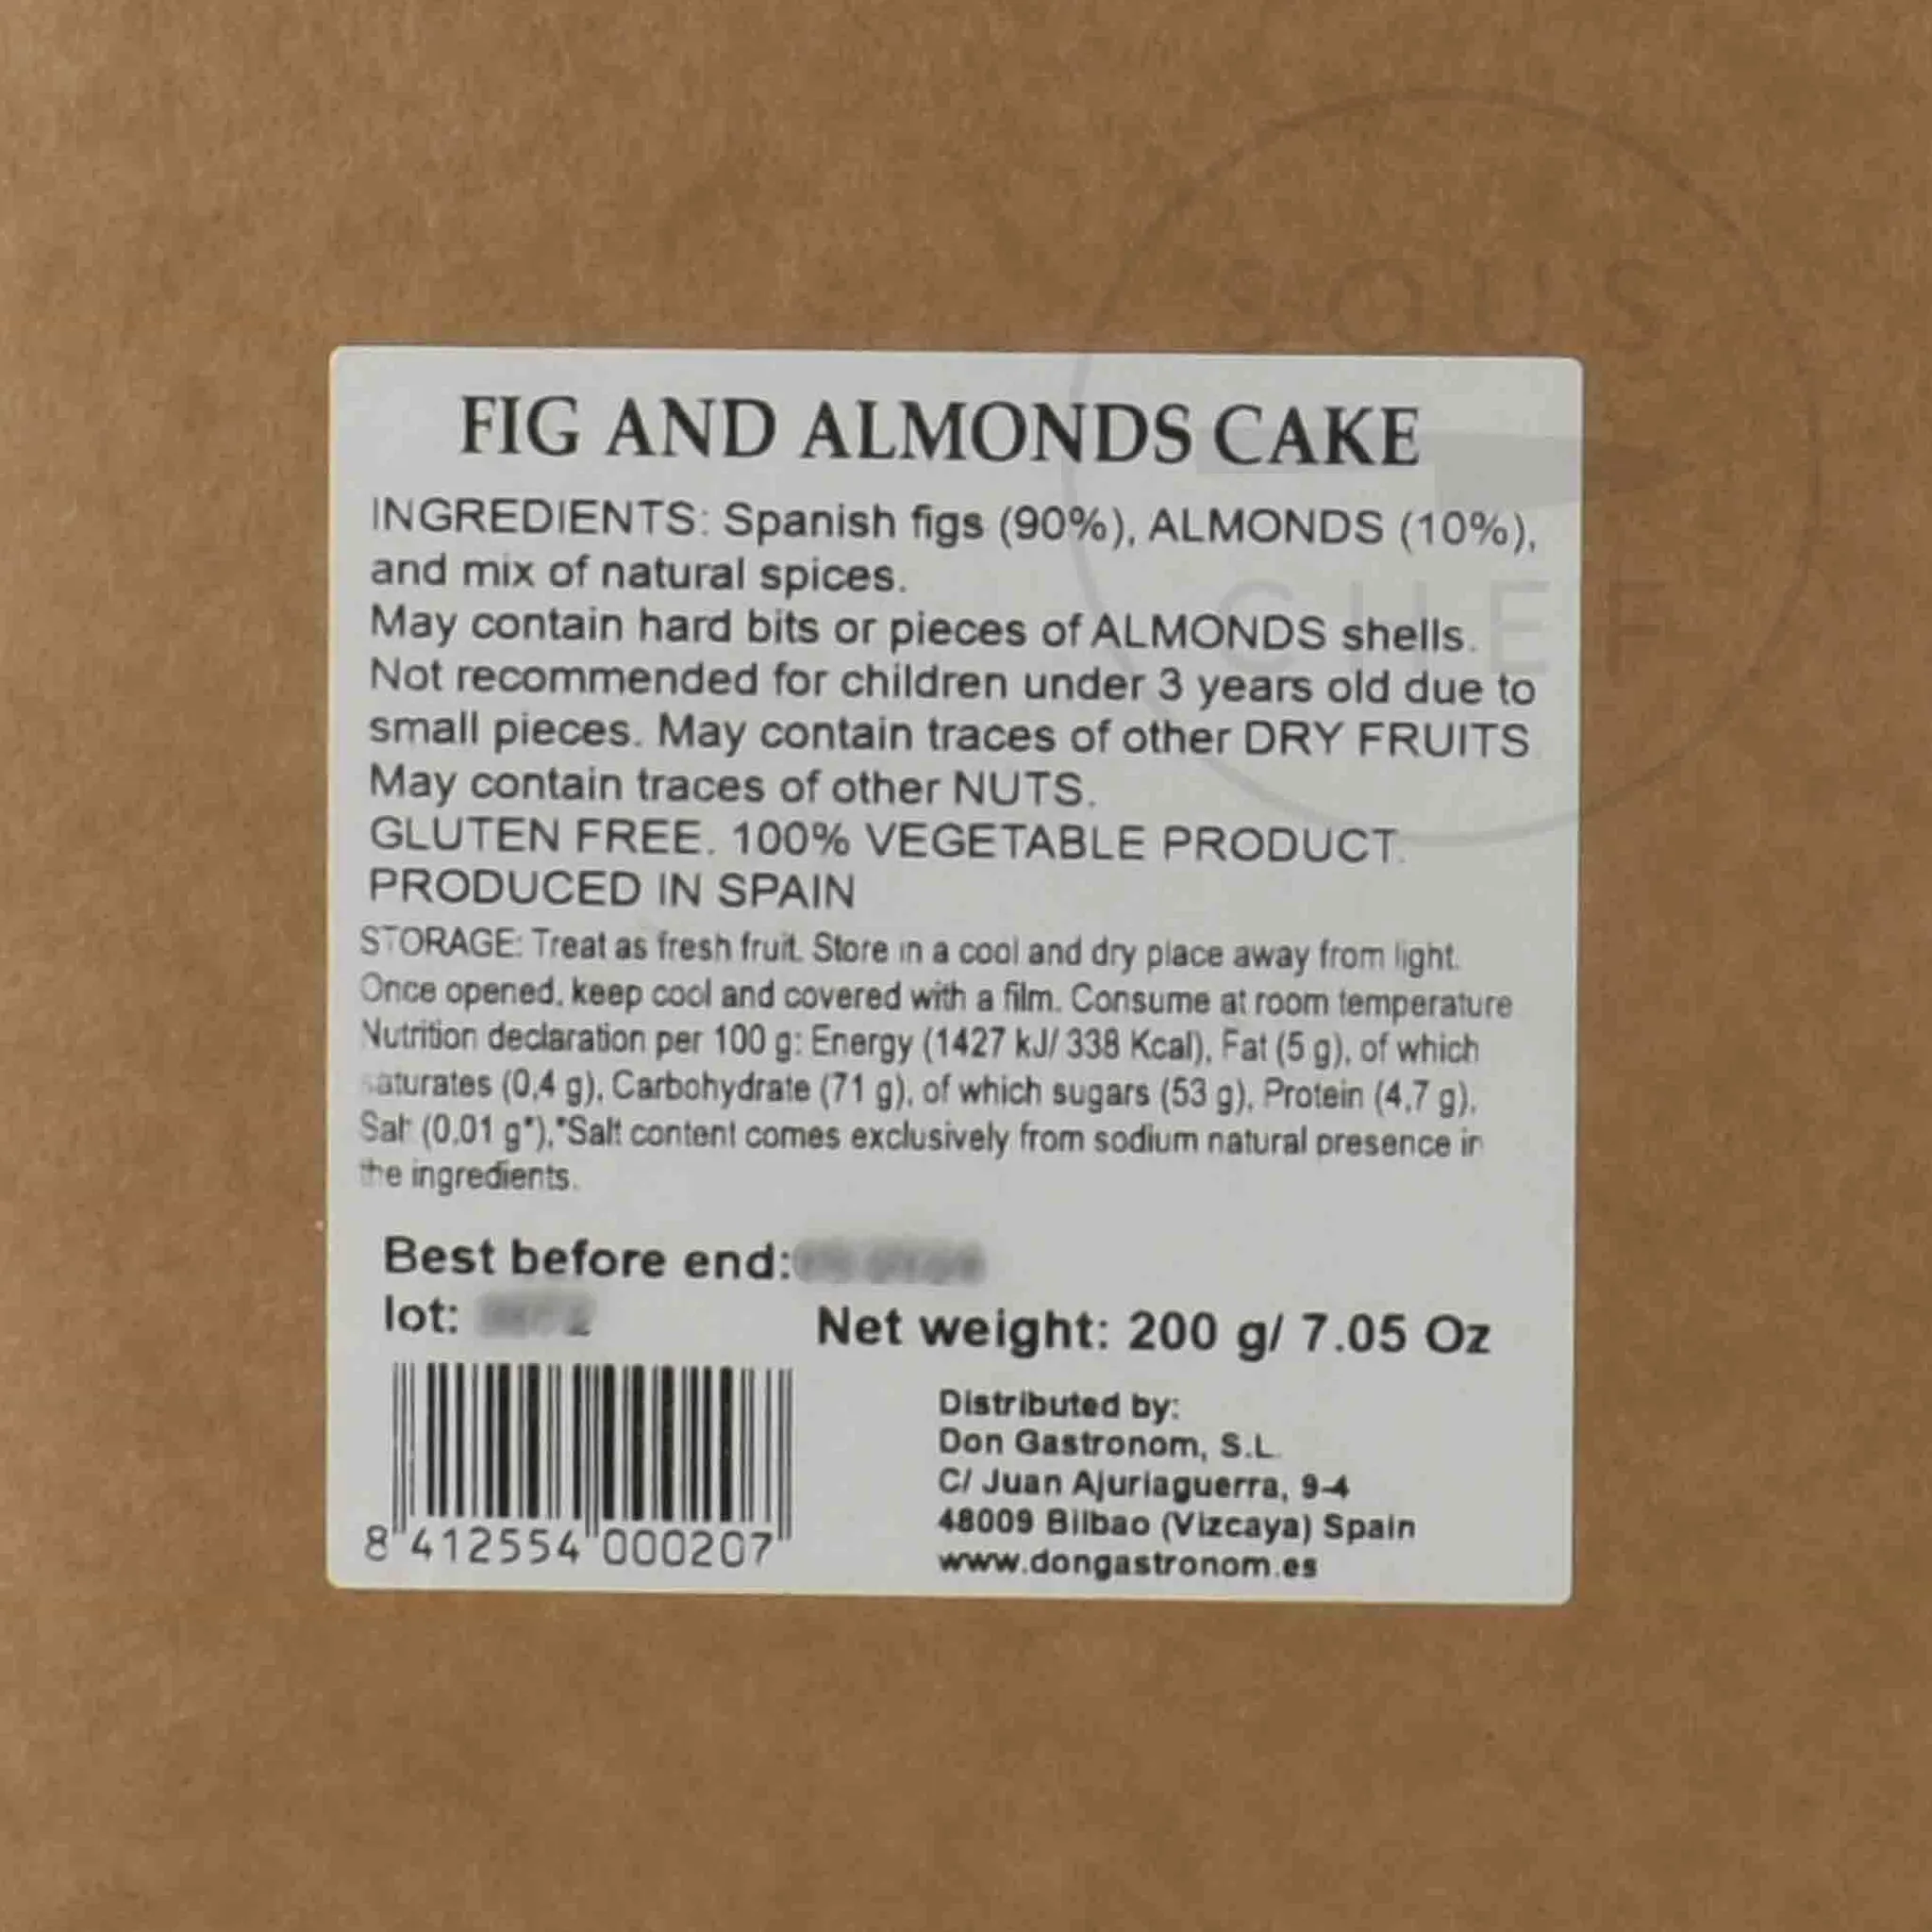 SOUS
CHEF
FIG AND ALMONDS CAKE
INGREDIENTS: Spanish figs (90%), ALMONDS (10%),
and mix of natural spices.
May contain hard bits or pieces of ALMONDS shells.
Not recommended for children under 3 years old due to
small pieces. May contain traces of other DRY FRUITS
May contain traces of other NUTS.
GLUTEN FREE. 100% VEGETABLE PRODUCT.
PRODUCED IN SPAIN
STORAGE: Treat as fresh fruit. Store in a cool and dry place away from light.
Once opened, keep cool and covered with a film. Consume at room temperature
Nutrition declaration per 100 g: Energy (1427 kJ/ 338 Kcal), Fat (5 g), of which
saturates (0,4 g), Carbohydrate (71 g), of which sugars (53 g), Protein (4,7 g),
Salt (0,01 g*),*Salt content comes exclusively from sodium natural presence in
the ingredients.
Best before end:
lot:
Net weight: 200 g/ 7.05 Oz
Distributed by:
Don Gastronom, S.L.
C/ Juan Ajuriaguerra, 9-4
48009 Bilbao (Vizcaya) Spain
www.dongastronom.es
8 412554 000207